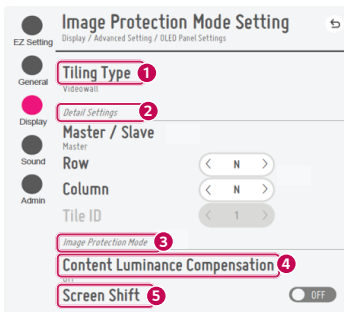 Image Protection Mode Setting
Display / Advanced Setting / OLED Panel Settings
EZ Setting
General
Display
Sound
Admin
Tiling Type 1
Videowall
Detail Settings 2
Master / Slave
Master
Row < N >
Column < N >
Tile ID < 1 >
Image Protection Mode 3
Content Luminance Compensation 4
Screen Shift 5
OFF